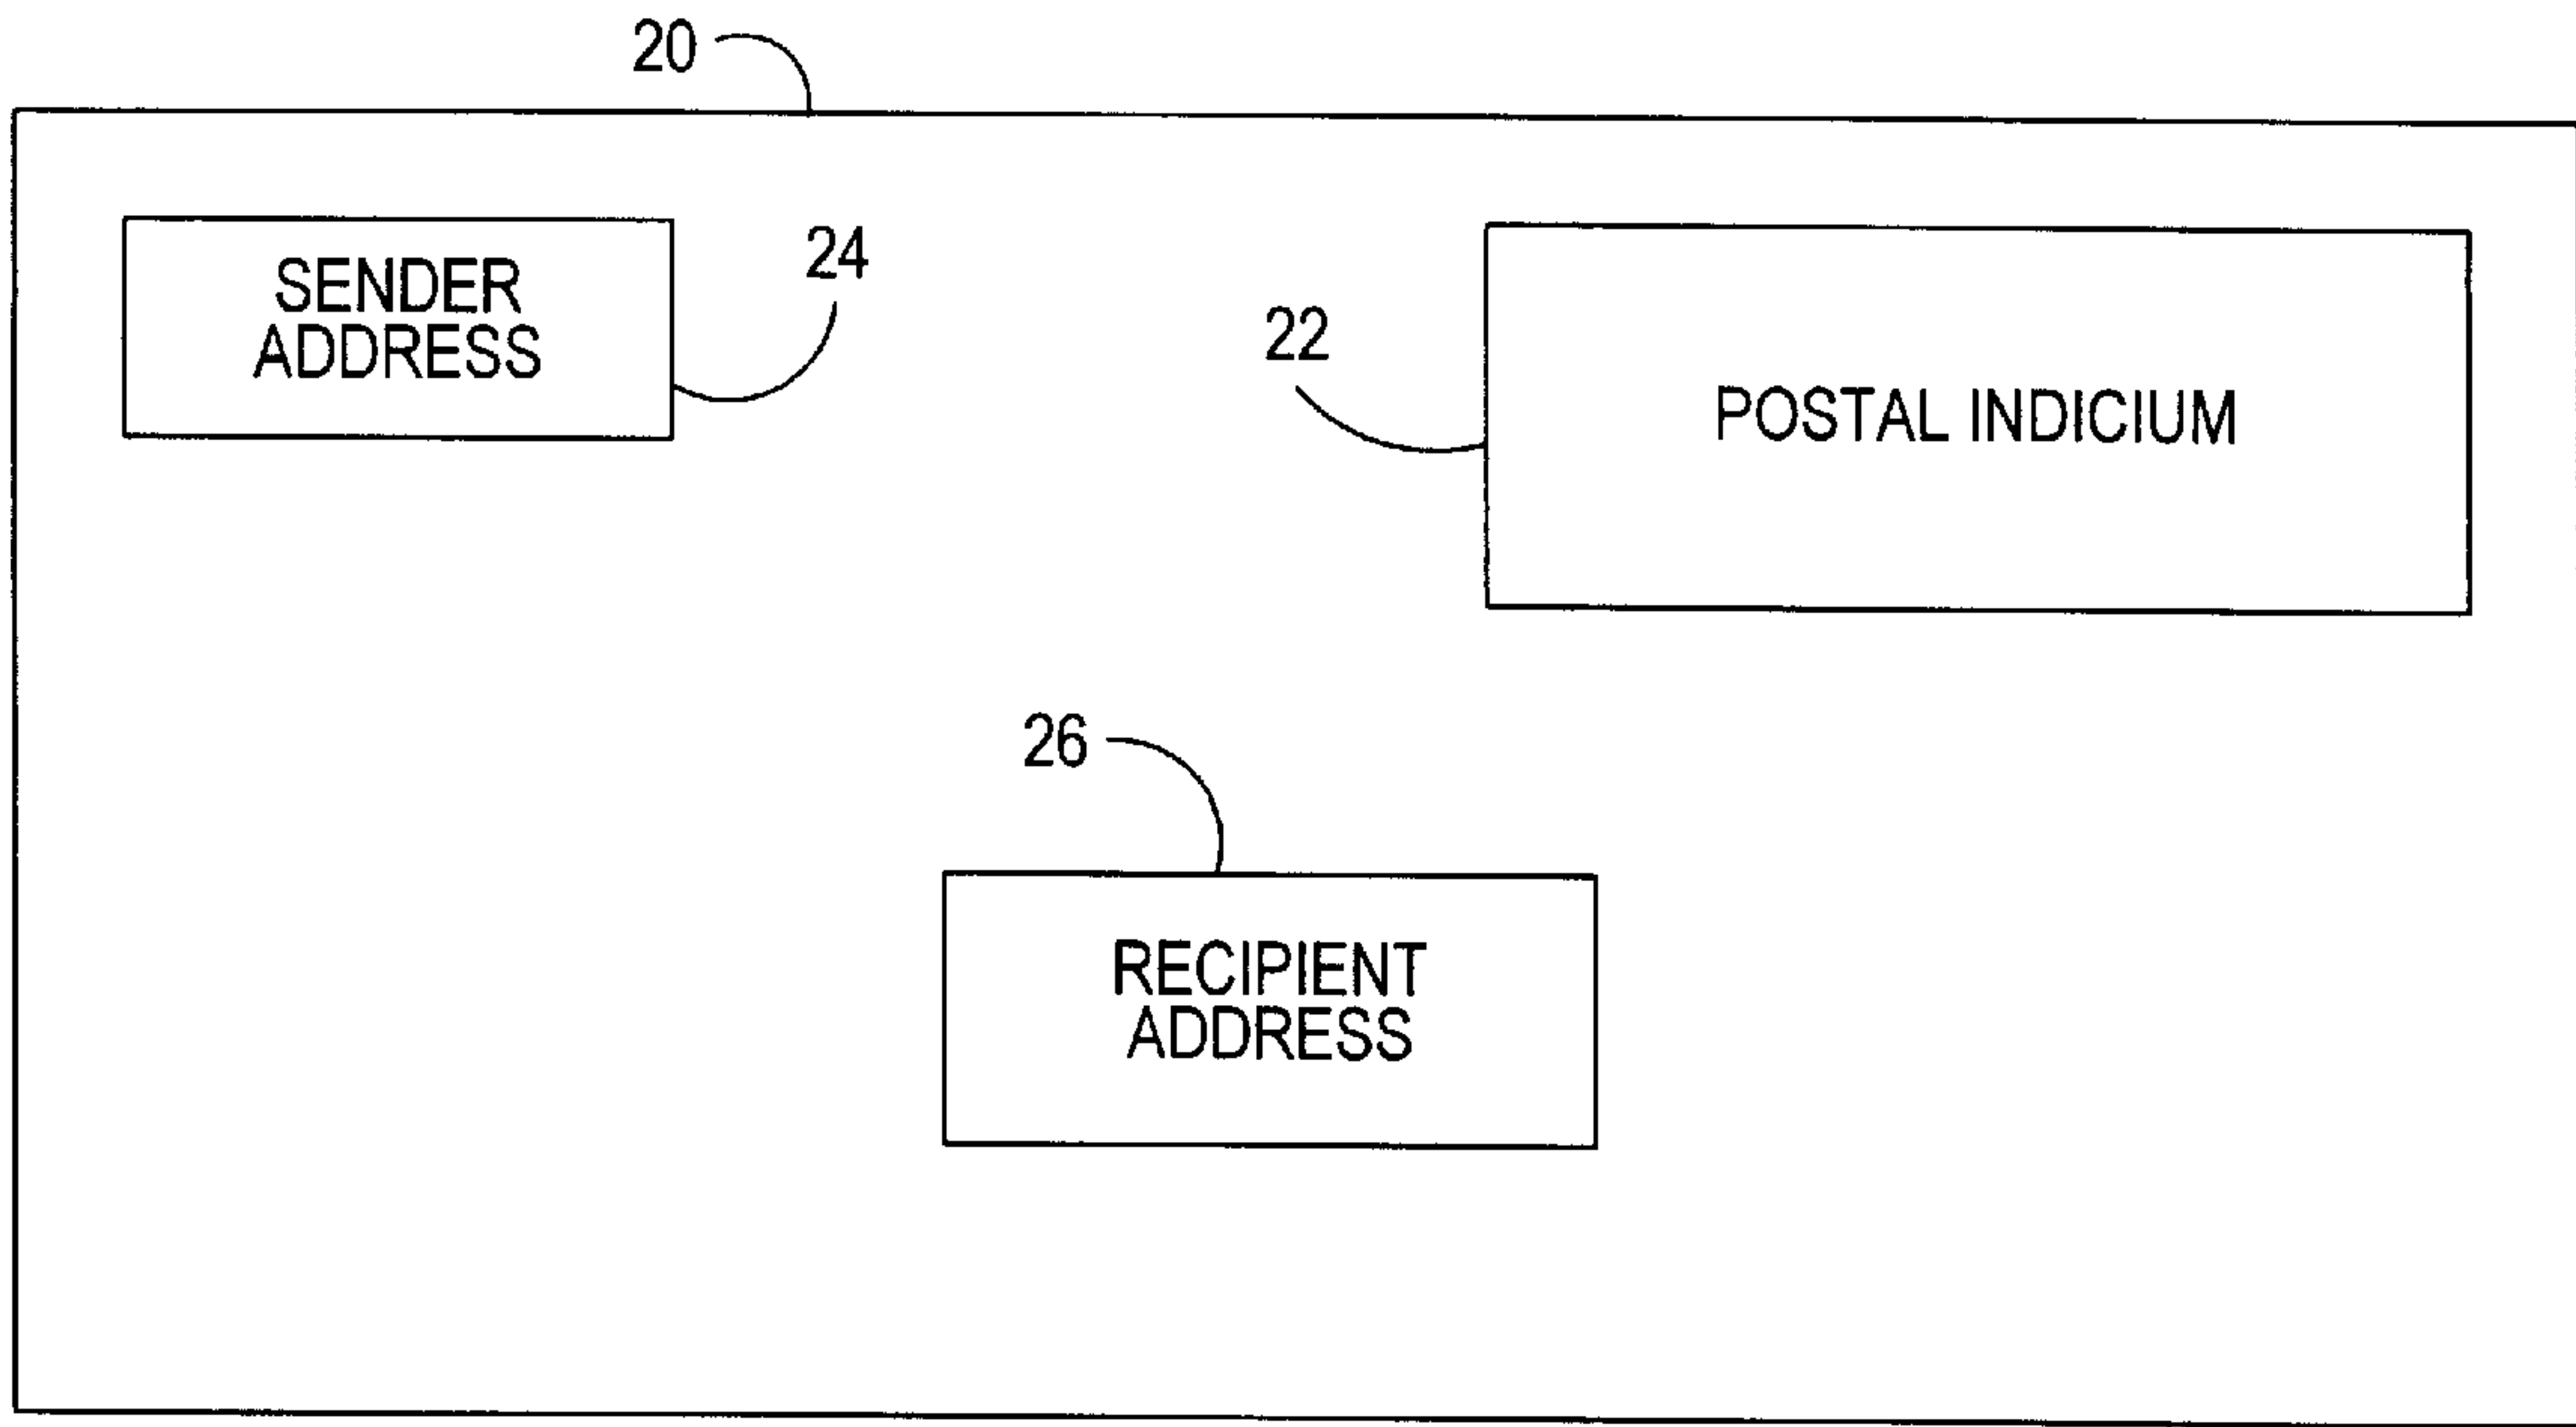 20
SENDER
ADDRESS
24
22
POSTAL INDICIUM
26
RECIPIENT
ADDRESS